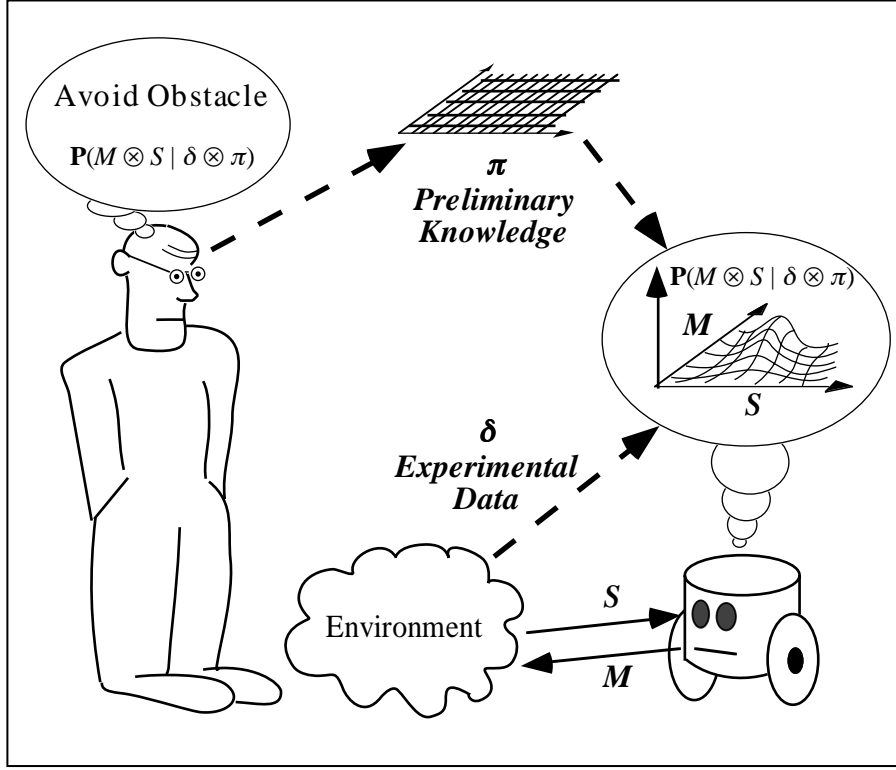 Avoid Obstacle
P(M ⊗ S | δ ⊗ π)
π
Preliminary
Knowledge
P(M ⊗ S | δ ⊗ π)
M
S
δ
Experimental
Data
Environment
S
M